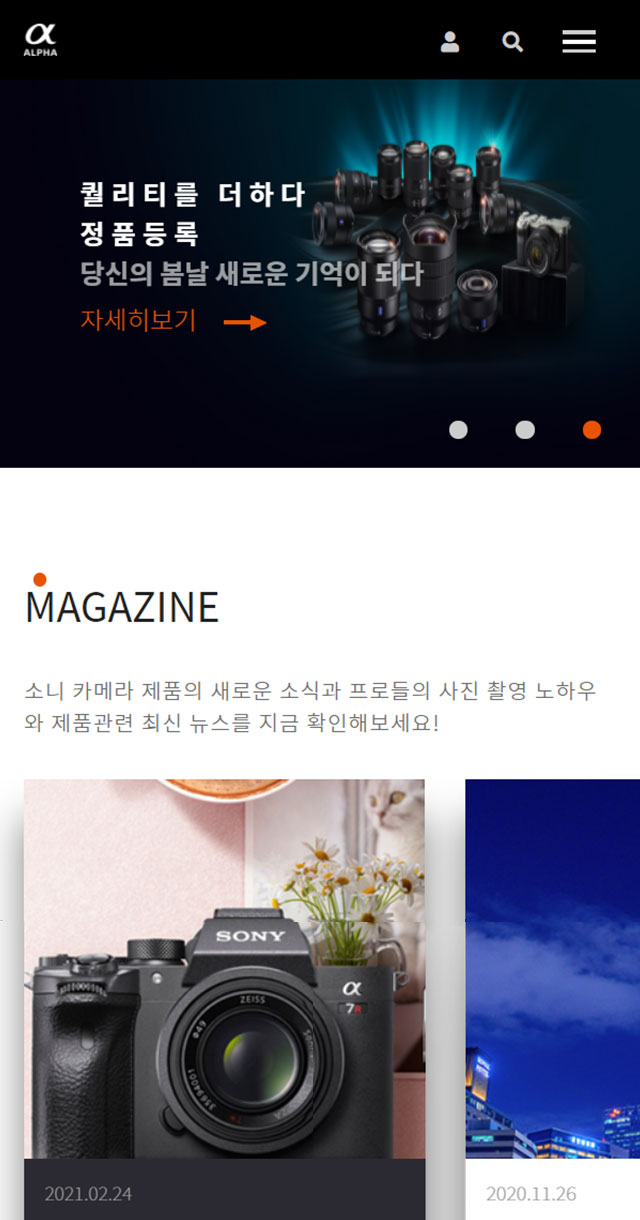 α
ALPHA
퀄리티를 더하다
정품등록
당신의 봄날 새로운 기억이 되다
자세히보기
MAGAZINE
소니 카메라 제품의 새로운 소식과 프로들의 사진 촬영 노하우
와 제품관련 최신 뉴스를 지금 확인해보세요!
SONY
α
7R
ZEISS
ø49
35694001
2021.02.24
2020.11.26